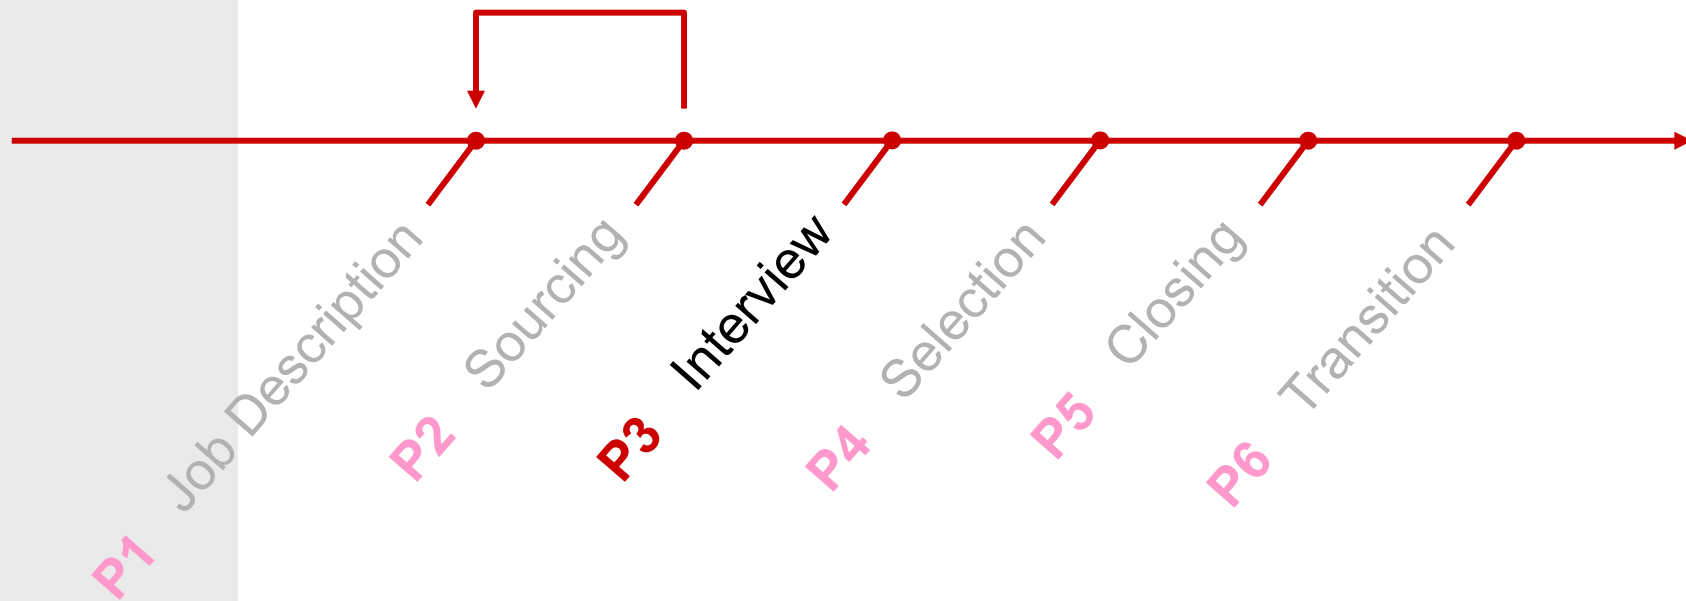 P1 Job Description
P2 Sourcing
P3 Interview
P4 Selection
P5 Closing
P6 Transition